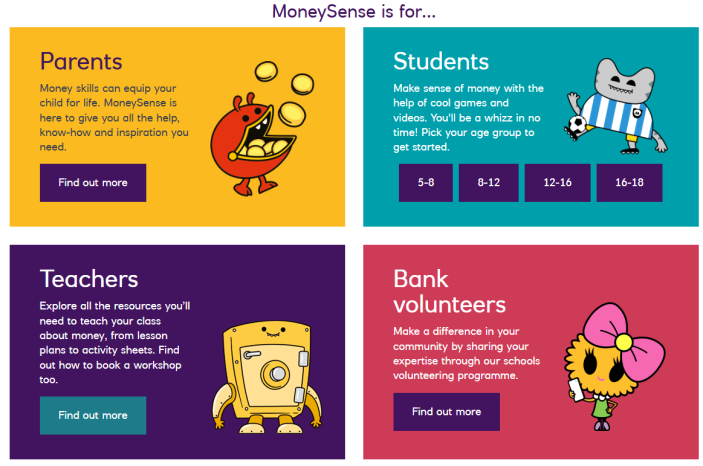 MoneySense is for...
Parents
Money skills can equip your
child for life. MoneySense is
here to give you all the help,
know-how and inspiration you
need.
Find out more
Students
Make sense of money with the
help of cool games and
videos. You'll be a whizz in no
time! Pick your age group to
get started.
5-8
8-12
12-16
16-18
Teachers
Explore all the resources you'll
need to teach your class
about money, from lesson
plans to activity sheets. Find
out how to book a workshop
too.
Find out more
Bank
volunteers
Make a difference in your
community by sharing your
expertise through our schools
volunteering programme.
Find out more